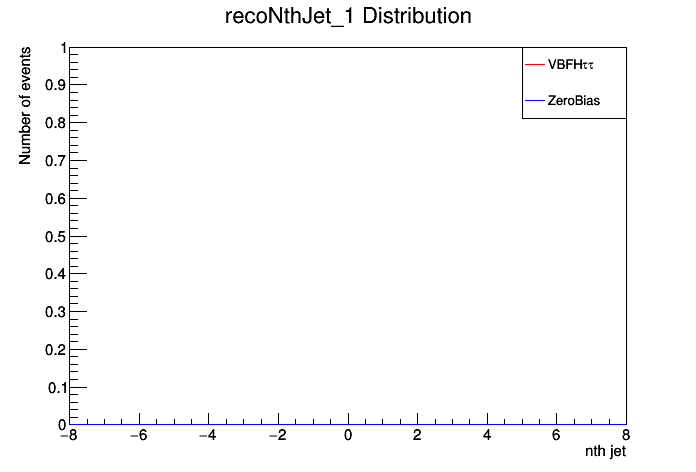 recoNthJet_1 Distribution
Number of events
1
0.9
0.8
0.7
0.6
0.5
0.4
0.3
0.2
0.1
0
VBFHττ
ZeroBias
−8 −6 −4 −2 0 2 4 6 8
nth jet